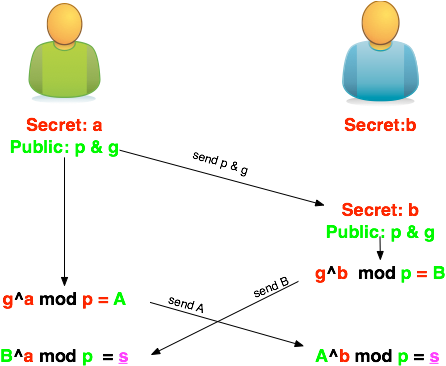 Secret: a
Public: p & g
Secret:b
send p & g
Secret: b
Public: p & g
g^b mod p = B
send B
g^a mod p = A
send A
B^a mod p = s
A^b mod p = s